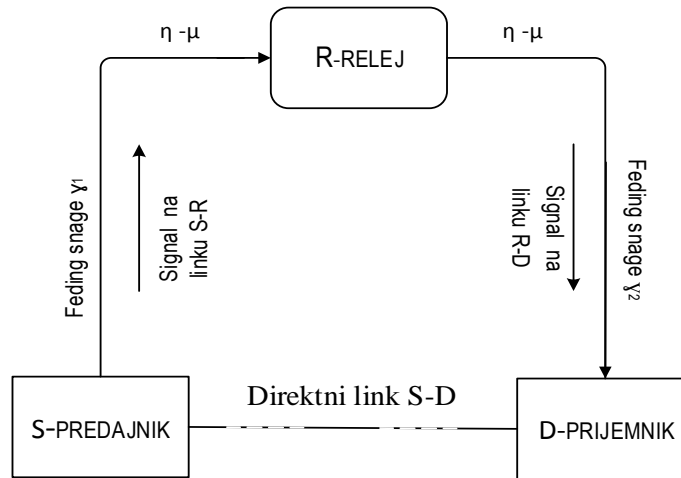 η -μ
R-RELEJ
η -μ
Feding snage γ1
Signal na
linku S-R
Signal na
linku R-D
Feding snage γ2
Direktni link S-D
S-PREDAJNIK
D-PRIJEMNIK